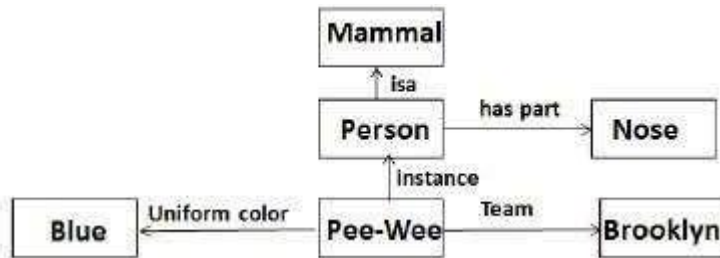 Mammal
isa
Person
has part
Nose
instance
Blue
Uniform color
Pee-Wee
Team
Brooklyn